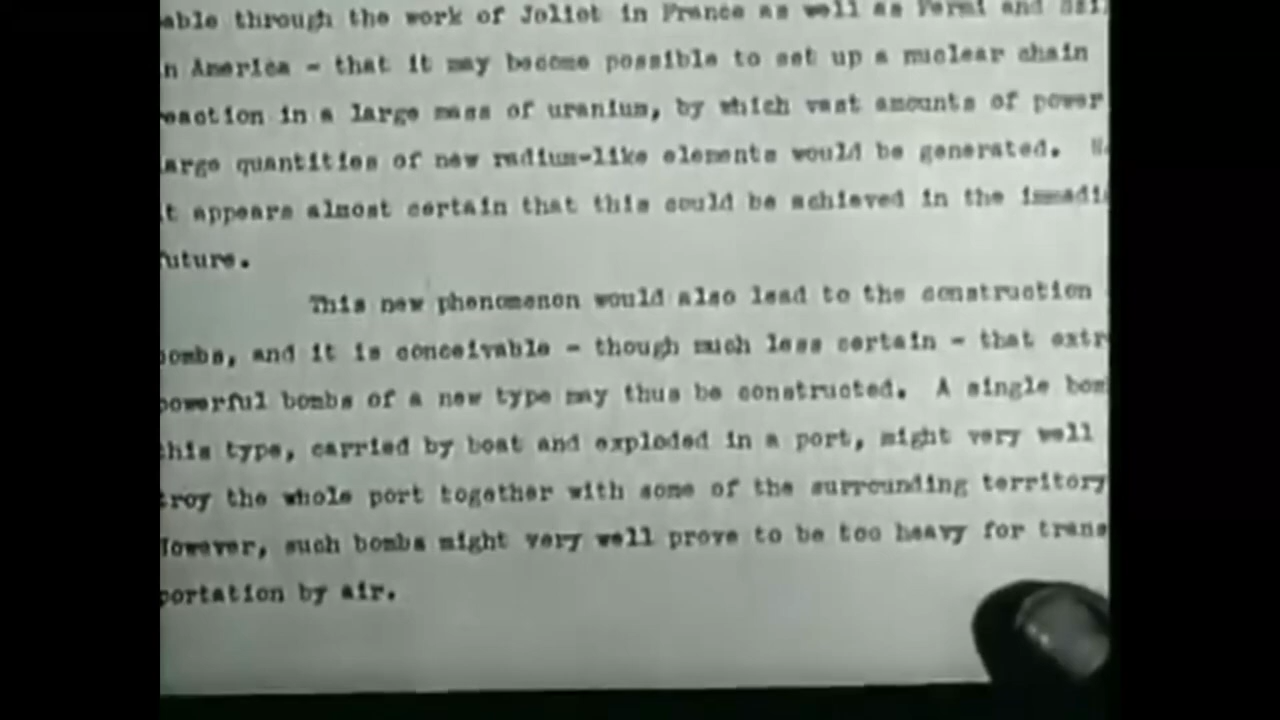 able through the work of Joliot in France as well as Fermi and Szil
n America - that it may become possible to set up a nuclear chain
eaction in a large mass of uranium, by which vast amounts of power
arge quantities of new radium-like elements would be generated.
t appears almost certain that this could be achieved in the immedi
uture.
This new phenomenon would also lead to the construction
ombs, and it is conceivable - though much less certain - that extr
powerful bombs of a new type may thus be constructed. A single bom
this type, carried by boat and exploded in a port, might very well
troy the whole port together with some of the surrounding territory
However, such bombs might very well prove to be too heavy for trans
portation by air.